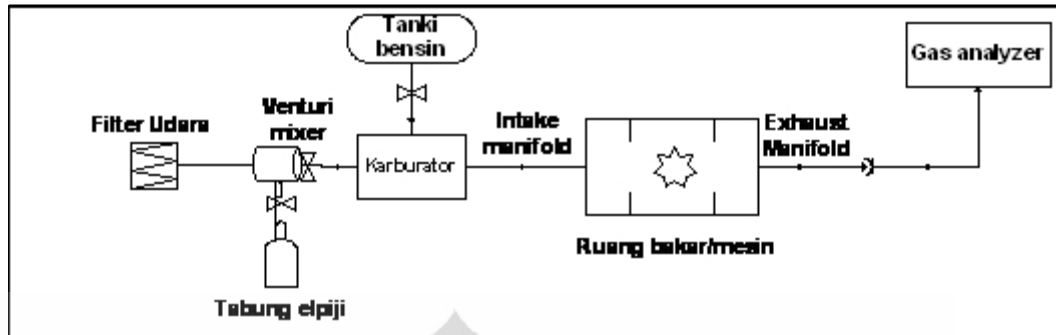 Tanki
bensin
Gas analyzer
Filter Udara
Venturi
mixer
Karburator
Intake
manifold
Exhaust
Manifold
Ruang bakar/mesin
Tabung elpiji